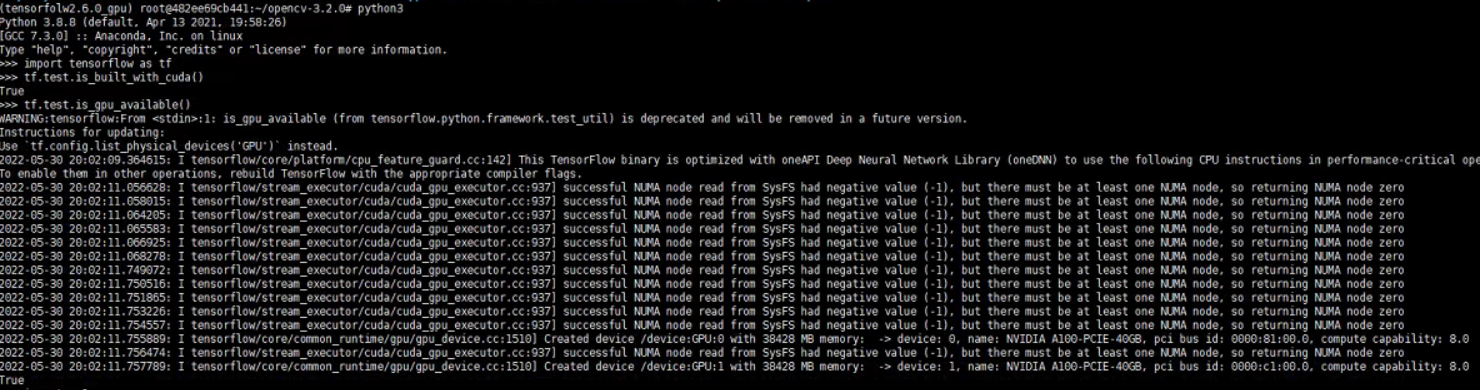 (tensorfolw2.6.0_gpu) root@482ee69cb441:~/opencv-3.2.0# python3
Python 3.8.8 (default, Apr 13 2021, 19:58:26)
[GCC 7.3.0] :: Anaconda, Inc. on linux
Type "help", "copyright", "credits" or "license" for more information.
>>> import tensorflow as tf
>>> tf.test.is_built_with_cuda()
True
>>> tf.test.is_gpu_available()
WARNING:tensorflow:From <stdin>:1: is_gpu_available (from tensorflow.python.framework.test_util) is deprecated and will be removed in a future version.
Instructions for updating:
Use `tf.config.list_physical_devices('GPU')` instead.
2022-05-30 20:02:09.364615: I tensorflow/core/platform/cpu_feature_guard.cc:142] This TensorFlow binary is optimized with oneAPI Deep Neural Network Library (oneDNN) to use the following CPU instructions in performance-critical ope
To enable them in other operations, rebuild TensorFlow with the appropriate compiler flags.
2022-05-30 20:02:11.056628: I tensorflow/stream_executor/cuda/cuda_gpu_executor.cc:937] successful NUMA node read from SysFS had negative value (-1), but there must be at least one NUMA node, so returning NUMA node zero
2022-05-30 20:02:11.058015: I tensorflow/stream_executor/cuda/cuda_gpu_executor.cc:937] successful NUMA node read from SysFS had negative value (-1), but there must be at least one NUMA node, so returning NUMA node zero
2022-05-30 20:02:11.064205: I tensorflow/stream_executor/cuda/cuda_gpu_executor.cc:937] successful NUMA node read from SysFS had negative value (-1), but there must be at least one NUMA node, so returning NUMA node zero
2022-05-30 20:02:11.065583: I tensorflow/stream_executor/cuda/cuda_gpu_executor.cc:937] successful NUMA node read from SysFS had negative value (-1), but there must be at least one NUMA node, so returning NUMA node zero
2022-05-30 20:02:11.066925: I tensorflow/stream_executor/cuda/cuda_gpu_executor.cc:937] successful NUMA node read from SysFS had negative value (-1), but there must be at least one NUMA node, so returning NUMA node zero
2022-05-30 20:02:11.068278: I tensorflow/stream_executor/cuda/cuda_gpu_executor.cc:937] successful NUMA node read from SysFS had negative value (-1), but there must be at least one NUMA node, so returning NUMA node zero
2022-05-30 20:02:11.749072: I tensorflow/stream_executor/cuda/cuda_gpu_executor.cc:937] successful NUMA node read from SysFS had negative value (-1), but there must be at least one NUMA node, so returning NUMA node zero
2022-05-30 20:02:11.750516: I tensorflow/stream_executor/cuda/cuda_gpu_executor.cc:937] successful NUMA node read from SysFS had negative value (-1), but there must be at least one NUMA node, so returning NUMA node zero
2022-05-30 20:02:11.751865: I tensorflow/stream_executor/cuda/cuda_gpu_executor.cc:937] successful NUMA node read from SysFS had negative value (-1), but there must be at least one NUMA node, so returning NUMA node zero
2022-05-30 20:02:11.753226: I tensorflow/stream_executor/cuda/cuda_gpu_executor.cc:937] successful NUMA node read from SysFS had negative value (-1), but there must be at least one NUMA node, so returning NUMA node zero
2022-05-30 20:02:11.754557: I tensorflow/stream_executor/cuda/cuda_gpu_executor.cc:937] successful NUMA node read from SysFS had negative value (-1), but there must be at least one NUMA node, so returning NUMA node zero
2022-05-30 20:02:11.755889: I tensorflow/core/common_runtime/gpu/gpu_device.cc:1510] Created device /device:GPU:0 with 38428 MB memory:  -> device: 0, name: NVIDIA A100-PCIE-40GB, pci bus id: 0000:81:00.0, compute capability: 8.0
2022-05-30 20:02:11.756474: I tensorflow/stream_executor/cuda/cuda_gpu_executor.cc:937] successful NUMA node read from SysFS had negative value (-1), but there must be at least one NUMA node, so returning NUMA node zero
2022-05-30 20:02:11.757789: I tensorflow/core/common_runtime/gpu/gpu_device.cc:1510] Created device /device:GPU:1 with 38428 MB memory:  -> device: 1, name: NVIDIA A100-PCIE-40GB, pci bus id: 0000:c1:00.0, compute capability: 8.0
True